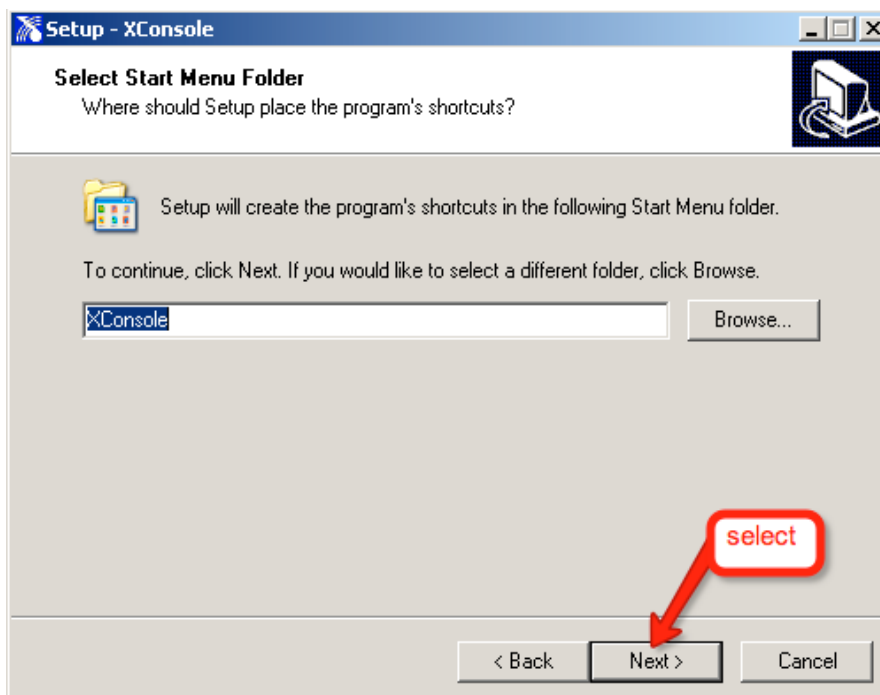 Setup - XConsole
Select Start Menu Folder
Where should Setup place the program's shortcuts?
Setup will create the program's shortcuts in the following Start Menu folder.
To continue, click Next. If you would like to select a different folder, click Browse.
XConsole
Browse...
select
< Back
Next >
Cancel